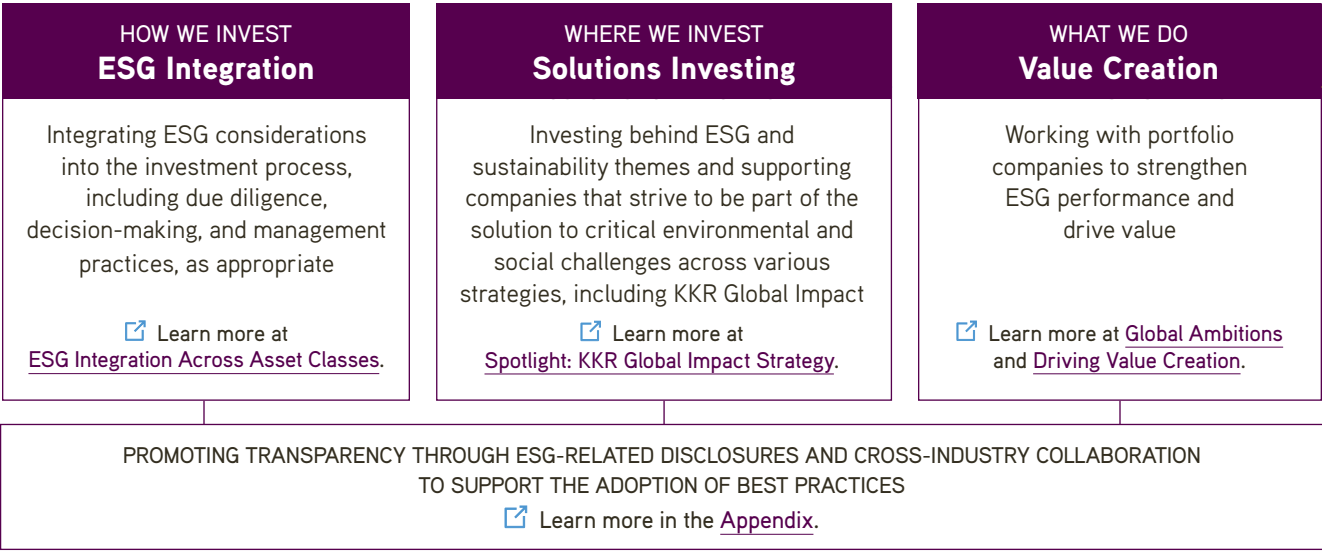 HOW WE INVEST
ESG Integration
Integrating ESG considerations
into the investment process,
including due diligence,
decision-making, and management
practices, as appropriate
Learn more at
ESG Integration Across Asset Classes.
WHERE WE INVEST
Solutions Investing
Investing behind ESG and
sustainability themes and supporting
companies that strive to be part of the
solution to critical environmental and
social challenges across various
strategies, including KKR Global Impact
Learn more at
Spotlight: KKR Global Impact Strategy.
WHAT WE DO
Value Creation
Working with portfolio
companies to strengthen
ESG performance and
drive value
Learn more at Global Ambitions
and Driving Value Creation.
PROMOTING TRANSPARENCY THROUGH ESG-RELATED DISCLOSURES AND CROSS-INDUSTRY COLLABORATION
TO SUPPORT THE ADOPTION OF BEST PRACTICES
Learn more in the Appendix.